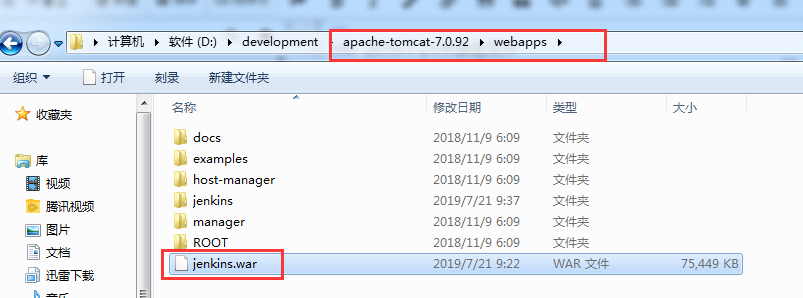 计算机 软件 (D:) development apache-tomcat-7.0.92 webapps
组织 打开 刻录 新建文件夹
收藏夹
库
视频
腾讯视频
图片
文档
迅雷下载
音乐
名称 修改日期 类型 大小
docs 2018/11/9 6:09 文件夹
examples 2018/11/9 6:09 文件夹
host-manager 2018/11/9 6:09 文件夹
jenkins 2019/7/21 9:37 文件夹
manager 2018/11/9 6:09 文件夹
ROOT 2018/11/9 6:09 文件夹
jenkins.war 2019/7/21 9:22 WAR 文件 75,449 KB